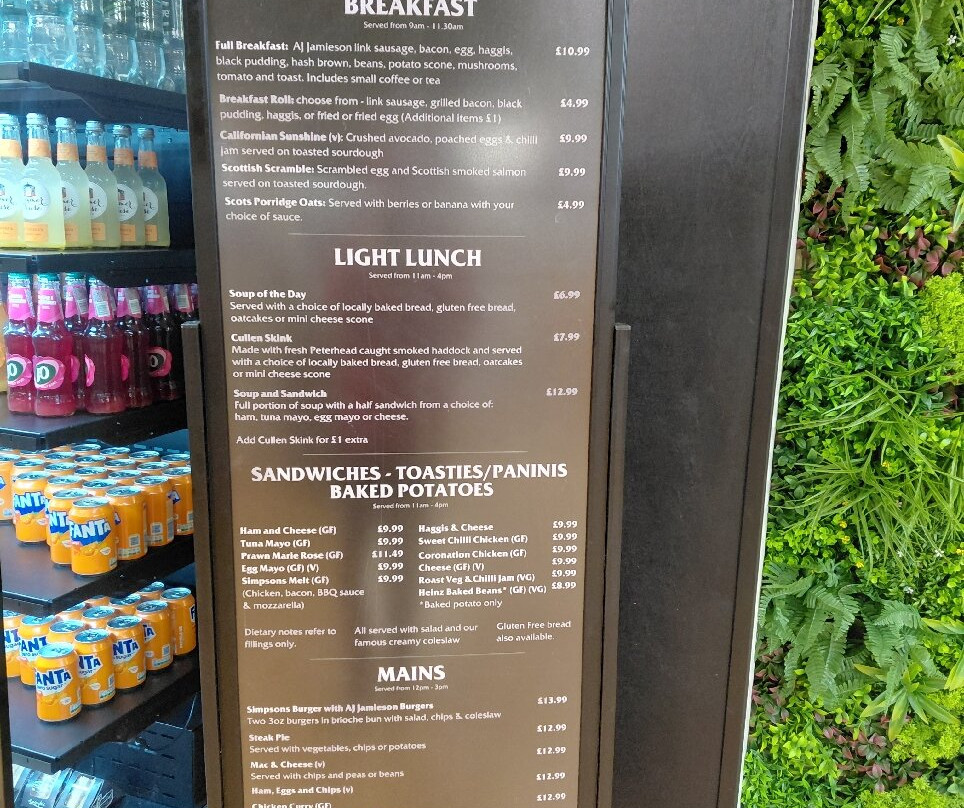 BREAKFAST
Served from 9am - 11.30am
Full Breakfast: AJ Jamieson link sausage, bacon, egg, haggis, £10.99
black pudding, hash brown, beans, potato scone, mushrooms,
tomato and toast. Includes small coffee or tea
Breakfast Roll: choose from - link sausage, grilled bacon, black £4.99
pudding, haggis, or fried or fried egg (Additional items £1)
Californian Sunshine (v): Crushed avocado, poached eggs & chilli £9.99
jam served on toasted sourdough
Scottish Scramble: Scrambled egg and Scottish smoked salmon £9.99
served on toasted sourdough.
Scots Porridge Oats: Served with berries or banana with your £4.99
choice of sauce.
LIGHT LUNCH
Served from 11am - 4pm
Soup of the Day £6.99
Served with a choice of locally baked bread, gluten free bread,
oatcakes or mini cheese scone
Cullen Skink £7.99
Made with fresh Peterhead caught smoked haddock and served
with a choice of locally baked bread, gluten free bread, oatcakes
or mini cheese scone
Soup and Sandwich £12.99
Full portion of soup with a half sandwich from a choice of:
ham, tuna mayo, egg mayo or cheese.
Add Cullen Skink for £1 extra
SANDWICHES - TOASTIES/PANINIS
BAKED POTATOES
Served from 11am - 4pm
Ham and Cheese (GF) £9.99
Tuna Mayo (GF) £9.99
Prawn Marie Rose (GF) £11.49
Egg Mayo (GF) (V) £9.99
Simpsons Melt (GF) £9.99
(Chicken, bacon, BBQ sauce
& mozzarella)
Haggis & Cheese £9.99
Sweet Chilli Chicken (GF) £9.99
Coronation Chicken (GF) £9.99
Cheese (GF) (V) £9.99
Roast Veg & Chilli Jam (VG) £9.99
Heinz Baked Beans* (GF) (VG) £8.99
*Baked potato only
Dietary notes refer to
fillings only.
All served with salad and our
famous creamy coleslaw
Gluten Free bread
also available.
MAINS
Served from 12pm - 3pm
Simpsons Burger with AJ Jamieson Burgers £13.99
Two 3oz burgers in brioche bun with salad, chips & coleslaw
Steak Pie £12.99
Served with vegetables, chips or potatoes
Mac & Cheese (v) £12.99
Served with chips and peas or beans
Ham, Eggs and Chips (v) £12.99
Chicken Curry (GF) £12.99
FANTA
FANTA
FANTA
FANTA
zero sugar